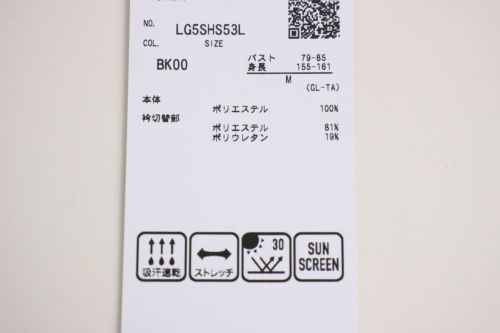 NO. LG5SHS53L
COL. SIZE
BK00 バスト 79-85
身長 155-161
M
(GL-TA)
本体
ポリエステル 100%
衿切替部
ポリエステル 81%
ポリウレタン 19%
吸汗速乾
ストレッチ
30
SUN
SCREEN